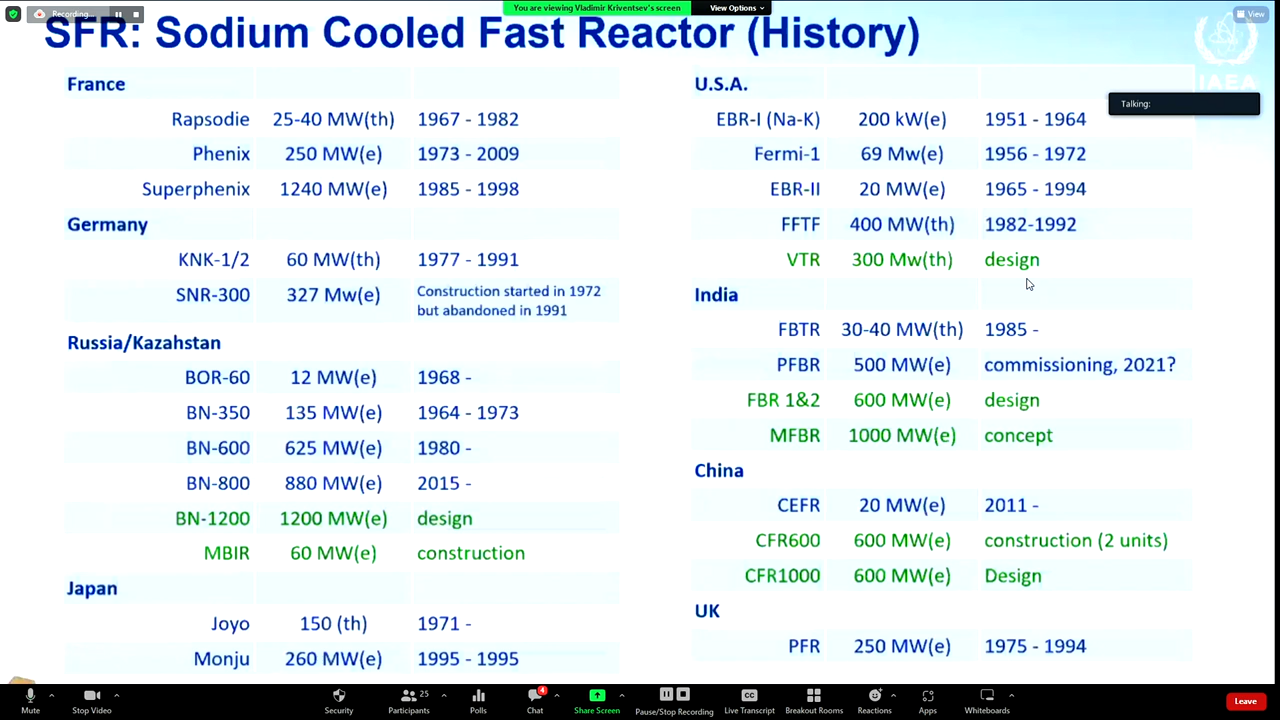 Recording...
You are viewing Vladimir Kriventsev's screen
View Options
View
SFR: Sodium Cooled Fast Reactor (History)
IAEA
Talking:
France
Rapsodie 25-40 MW(th) 1967 - 1982
Phenix 250 MW(e) 1973 - 2009
Superphenix 1240 MW(e) 1985 - 1998
Germany
KNK-1/2 60 MW(th) 1977 - 1991
SNR-300 327 Mw(e) Construction started in 1972
but abandoned in 1991
Russia/Kazahstan
BOR-60 12 MW(e) 1968 -
BN-350 135 MW(e) 1964 - 1973
BN-600 625 MW(e) 1980 -
BN-800 880 MW(e) 2015 -
BN-1200 1200 MW(e) design
MBIR 60 MW(e) construction
Japan
Joyo 150 (th) 1971 -
Monju 260 MW(e) 1995 - 1995
U.S.A.
EBR-I (Na-K) 200 kW(e) 1951 - 1964
Fermi-1 69 Mw(e) 1956 - 1972
EBR-II 20 MW(e) 1965 - 1994
FFTF 400 MW(th) 1982-1992
VTR 300 Mw(th) design
India
FBTR 30-40 MW(th) 1985 -
PFBR 500 MW(e) commissioning, 2021?
FBR 1&2 600 MW(e) design
MFBR 1000 MW(e) concept
China
CEFR 20 MW(e) 2011 -
CFR600 600 MW(e) construction (2 units)
CFR1000 600 MW(e) Design
UK
PFR 250 MW(e) 1975 - 1994
Mute
Stop Video
Security
25
Participants
Polls
4
Chat
Share Screen
Pause/Stop Recording
CC
Live Transcript
Breakout Rooms
Reactions
Apps
Whiteboards
Leave